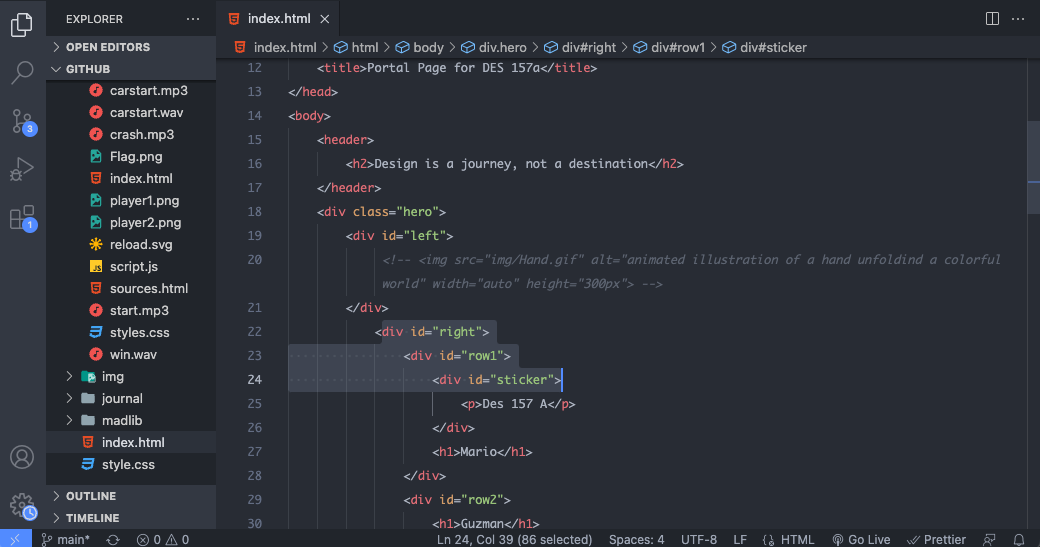 EXPLORER ···
index.html ×
OPEN EDITORS
index.html > html > body > div.hero > div#right > div#row1 > div#sticker
GITHUB
carstart.mp3
carstart.wav
crash.mp3
Flag.png
index.html
player1.png
player2.png
reload.svg
JS script.js
sources.html
start.mp3
styles.css
win.wav
img
journal
madlib
index.html
style.css
OUTLINE
TIMELINE
3
1
12 <title>Portal Page for DES 157a</title>
13 </head>
14 <body>
15 <header>
16 <h2>Design is a journey, not a destination</h2>
17 </header>
18 <div class="hero">
19 <div id="left">
20 <!-- <img src="img/Hand.gif" alt="animated illustration of a hand unfoldind a colorful
world" width="auto" height="300px"> -->
21 </div>
22 <div id="right">
23 <div id="row1">
24 <div id="sticker">
25 <p>Des 157 A</p>
26 </div>
27 <h1>Mario</h1>
28 </div>
29 <div id="row2">
30 <h1>Guzman</h1>
main* 0 0 Ln 24, Col 39 (86 selected) Spaces: 4 UTF-8 LF {} HTML Go Live Prettier